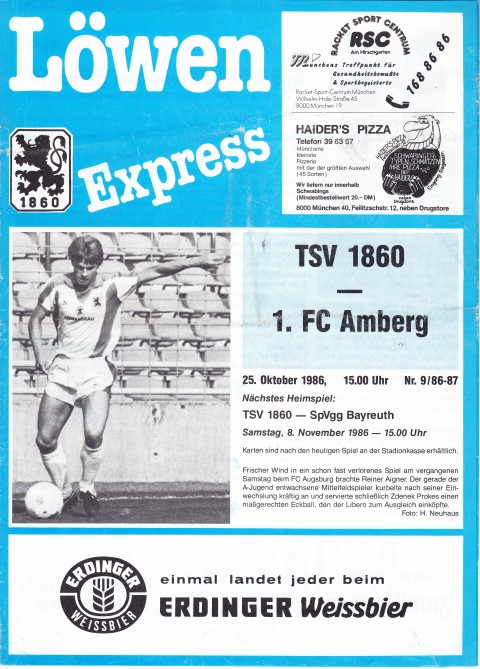 Löwen
Express
1860
RACKET SPORT CENTRUM
RSC
Am Hirschgarten
Münchens Treffpunkt für
Gesundheitsbewußte
& Sportbegeisterte
Racket-Sport-Centrum München
Wilhelm-Hale-Straße 45
8000 München 19
168 86 86
HAIDER'S PIZZA
Telefon 39 63 57
Münchens
kleinste
Pizzeria
mit der größten Auswahl
(45 Sorten)
Wir liefern nur innerhalb
Schwabings
(Mindestbestellwert 20.– DM)
8000 München 40, Feilitzschstr. 12, neben Drugstore
SCHWABINGER
TSV 1860
—
1. FC Amberg
25. Oktober 1986, 15.00 Uhr Nr. 9/86-87
Nächstes Heimspiel:
TSV 1860 — SpVgg Bayreuth
Samstag, 8. November 1986 — 15.00 Uhr
Karten sind nach den heutigen Spiel an der Stadionkasse erhältlich.
Frischer Wind in ein schon fast verlorenes Spiel am vergangenen
Samstag beim FC Augsburg brachte Reiner Aigner. Der gerade der
A-Jugend entwachsene Mittelfeldspieler kurbelte nach seiner Ein-
wechslung kräftig an und servierte schließlich Zdenek Prokes einen
maßgerechten Eckball, den der Libero zum Ausgleich einköpfte.
Foto: H. Neuhaus
ERDINGER
WEISSBIER
einmal landet jeder beim
ERDINGER Weissbier